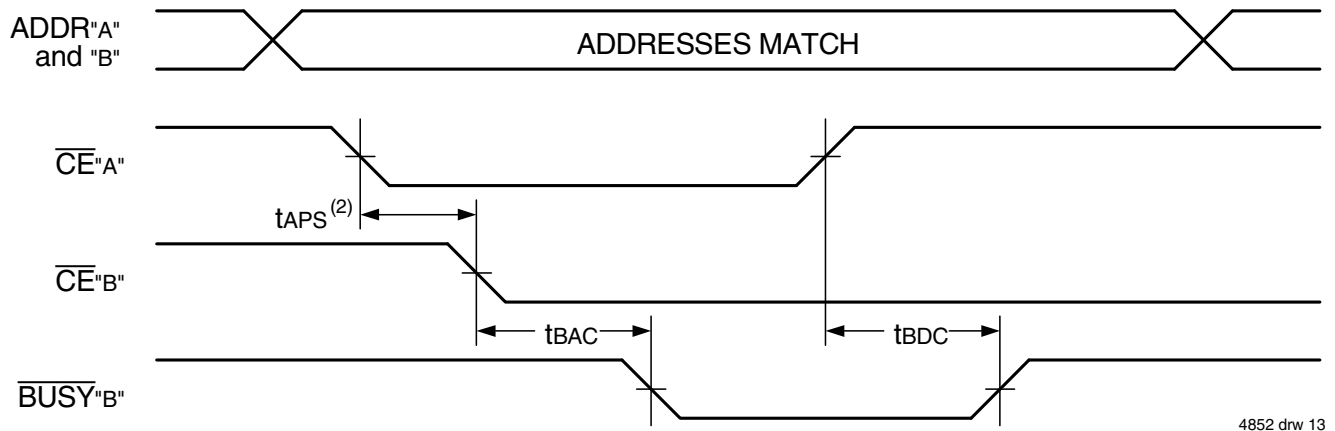 ADDR"A"
and "B"
ADDRESSES MATCH
CE"A"
tAPS (2)
CE"B"
tBAC
tBDC
BUSY"B"
4852 drw 13